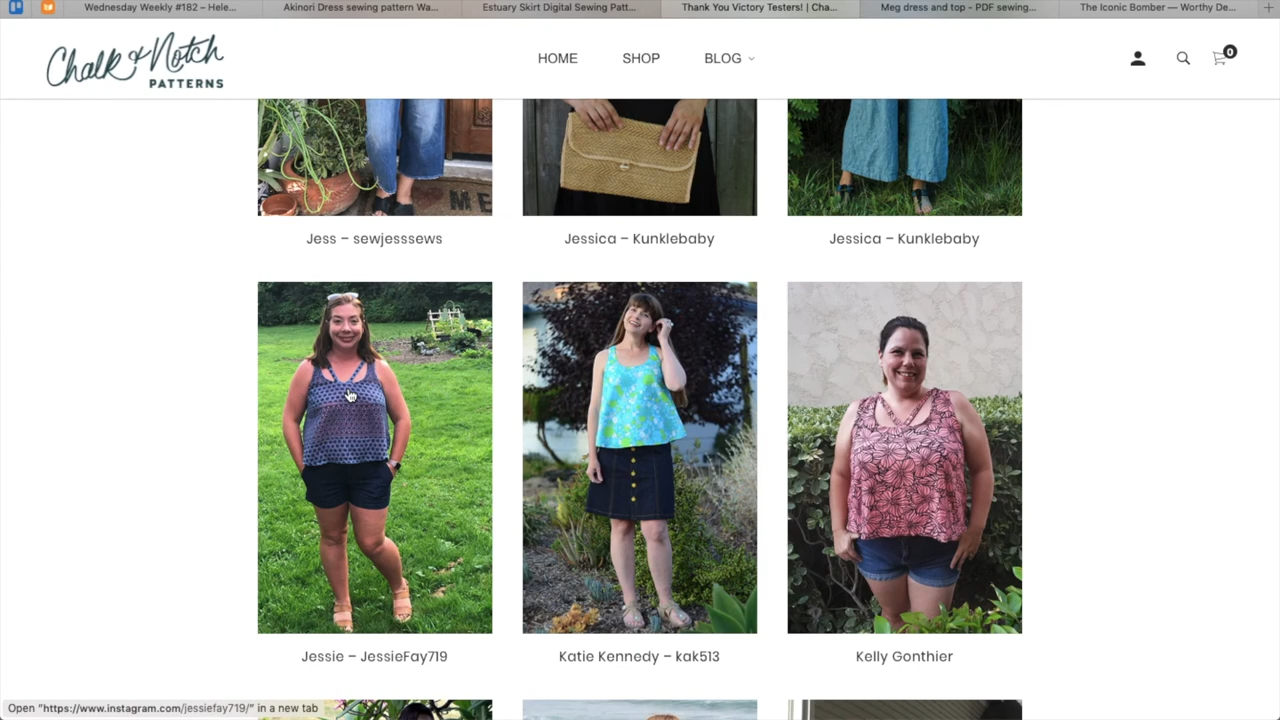 Wednesday Weekly #182 – Hele...
Akinori Dress sewing pattern Wa...
Estuary Skirt Digital Sewing Patt...
Thank You Victory Testers! | Cha...
Meg dress and top - PDF sewing...
The Iconic Bomber – Worthy De...
Chalk & Notch
PATTERNS
HOME
SHOP
BLOG
0
ME
Jess – sewjesssews
Jessica – Kunklebaby
Jessica – Kunklebaby
Jessie – JessieFay719
Katie Kennedy – kak513
Kelly Gonthier
Open "https://www.instagram.com/jessiefay719/" in a new tab